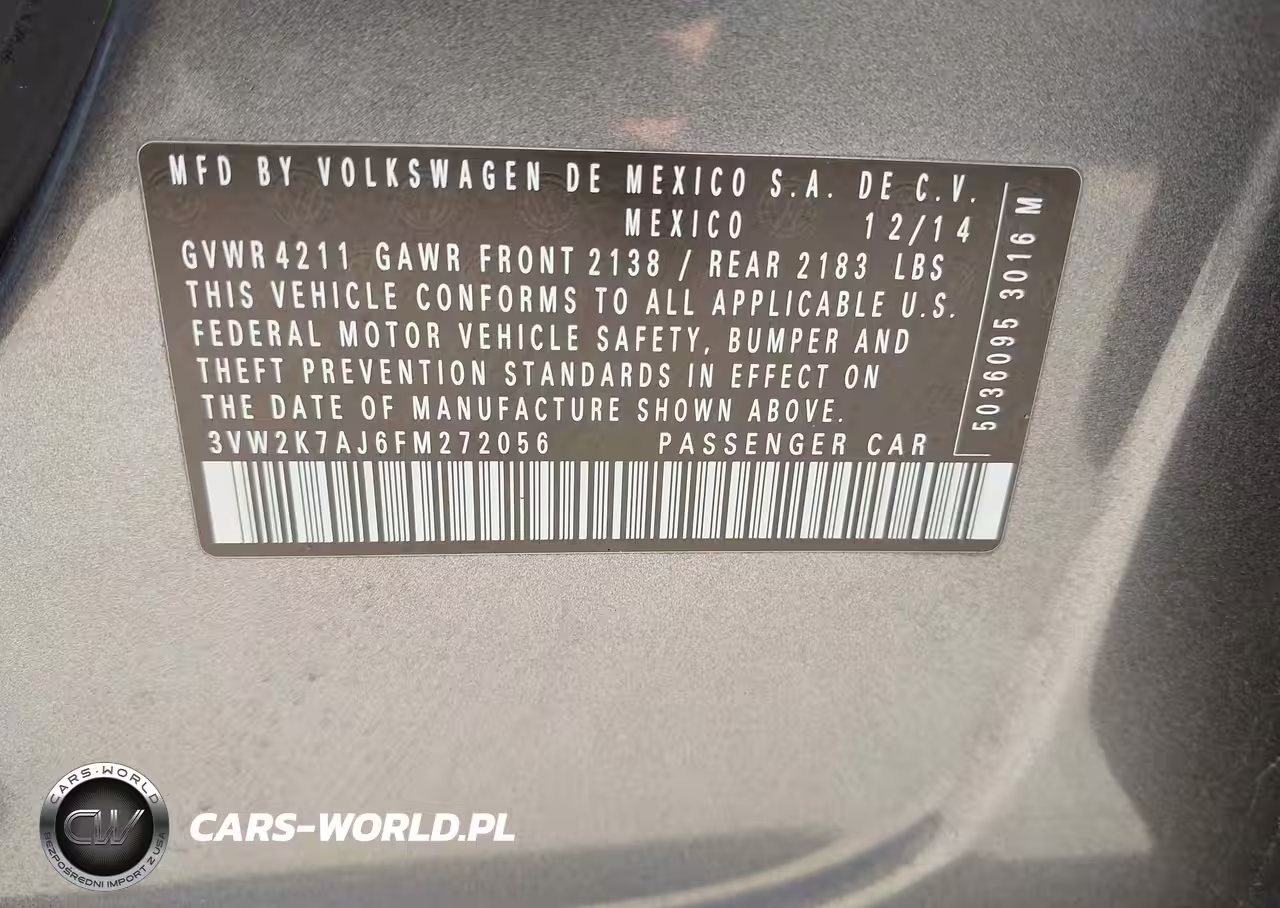 MFD BY VOLKSWAGEN DE MEXICO S.A. DE C.V.
MEXICO 12/14
GVWR 4211 GAWR FRONT 2138 / REAR 2183 LBS
THIS VEHICLE CONFORMS TO ALL APPLICABLE U.S.
FEDERAL MOTOR VEHICLE SAFETY, BUMPER AND
THEFT PREVENTION STANDARDS IN EFFECT ON
THE DATE OF MANUFACTURE SHOWN ABOVE.
3VW2K7AJ6FM272056 PASSENGER CAR
5036095 3016 M
CARS-WORLD
CW
BEZPOŚREDNI IMPORT Z USA
CARS-WORLD.PL